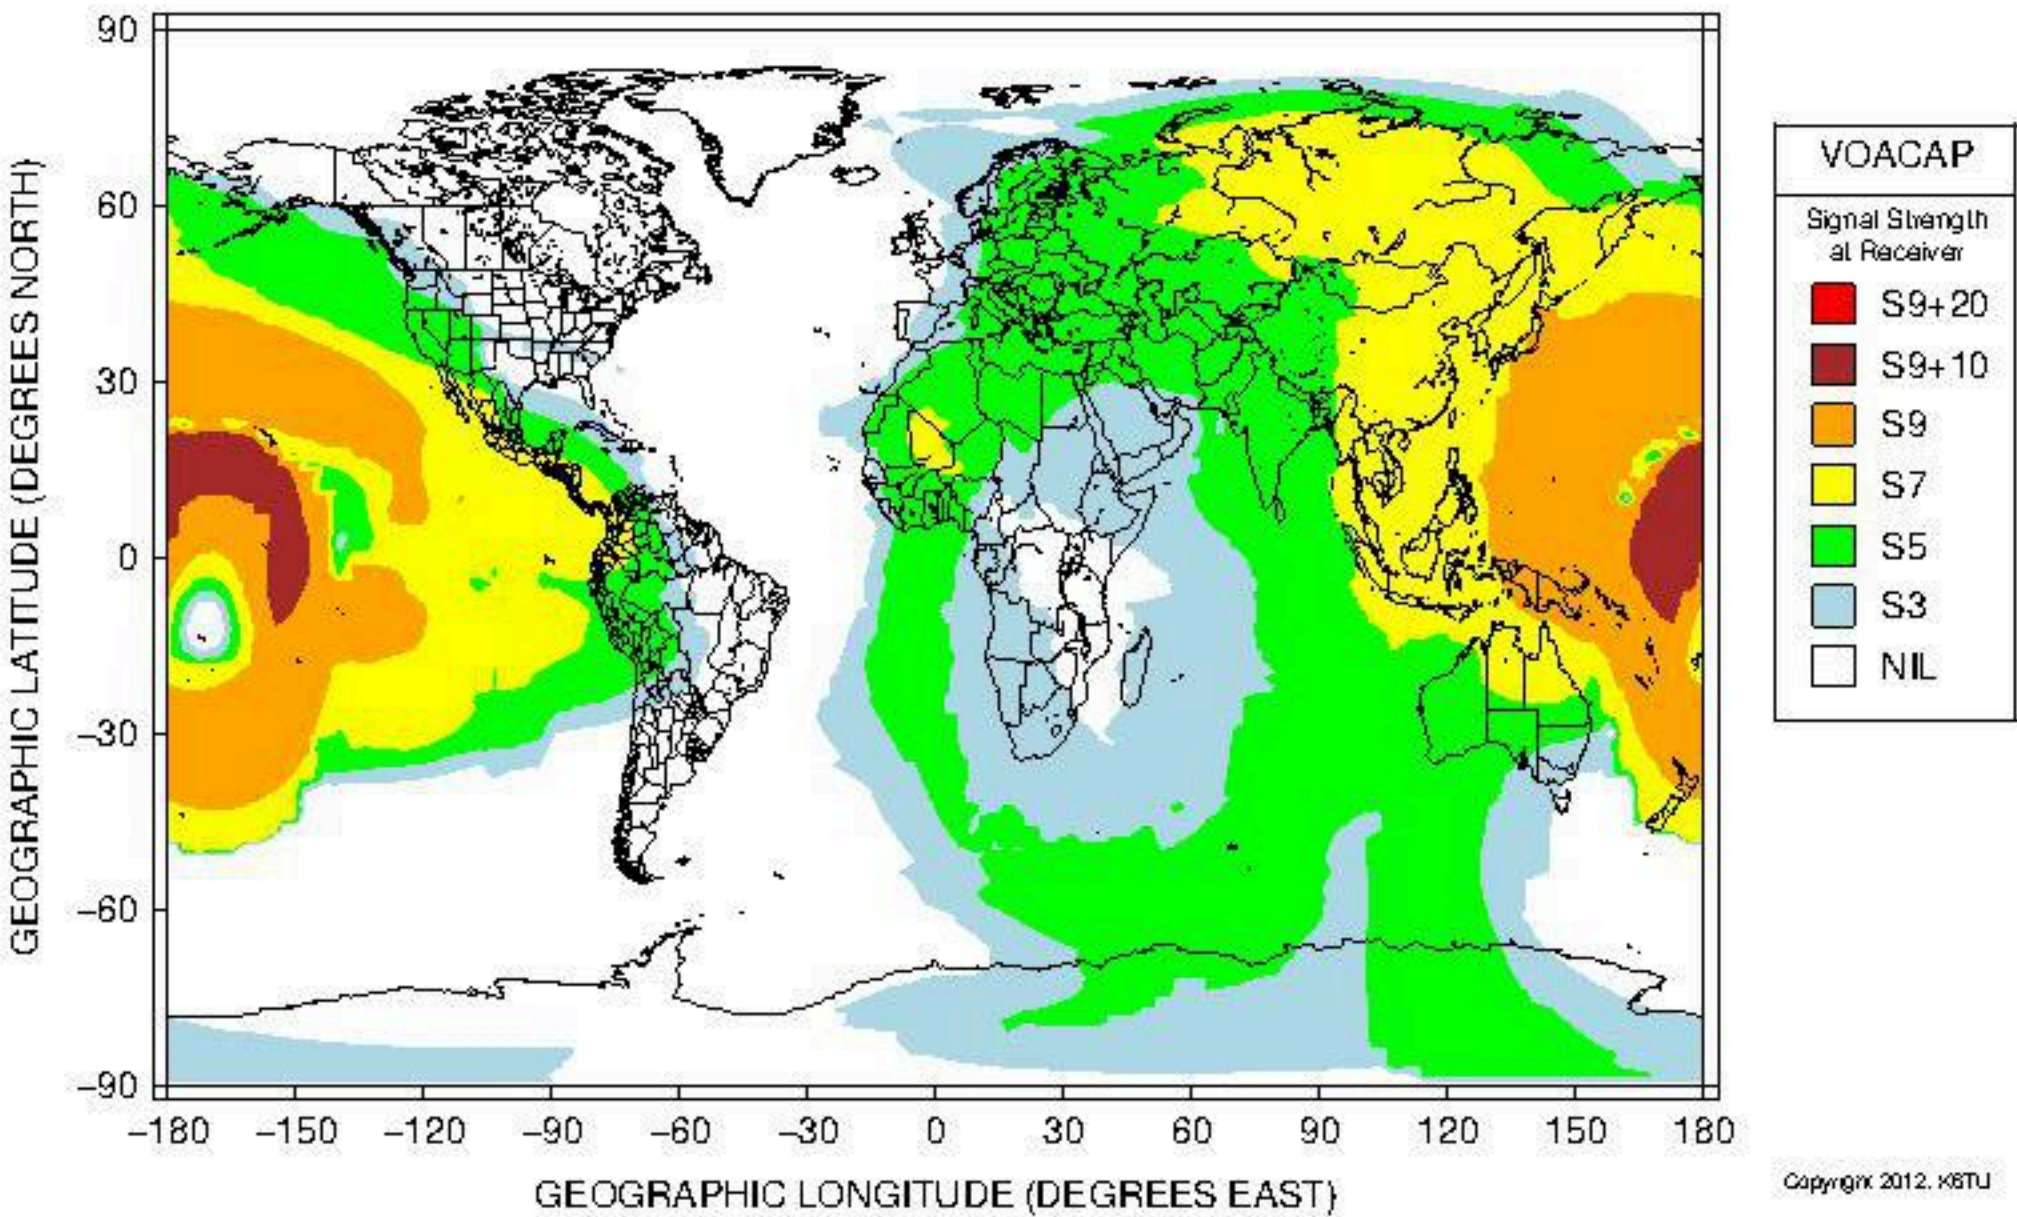 90
60
30
0
−30
−60
−90
GEOGRAPHIC LATITUDE (DEGREES NORTH)
−180 −150 −120 −90 −60 −30 0 30 60 90 120 150 180
GEOGRAPHIC LONGITUDE (DEGREES EAST)
VOACAP
Signal Strength
at Receiver
S9+20
S9+10
S9
S7
S5
S3
NIL
Copyright 2012, K6TU